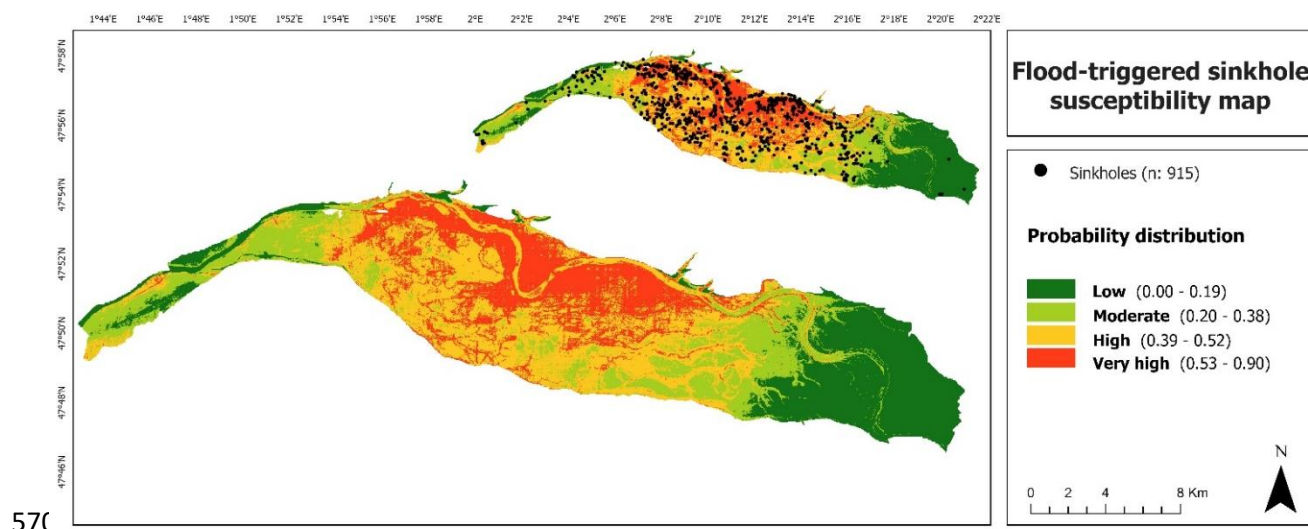 1°44'E 1°46'E 1°48'E 1°50'E 1°52'E 1°54'E 1°56'E 1°58'E 2°E 2°2'E 2°4'E 2°6'E 2°8'E 2°10'E 2°12'E 2°14'E 2°16'E 2°18'E 2°20'E 2°22'E
47°58'N
47°56'N
47°54'N
47°52'N
47°50'N
47°48'N
47°46'N
Flood-triggered sinkhole
susceptibility map
Sinkholes (n: 915)
Probability distribution
Low (0.00 - 0.19)
Moderate (0.20 - 0.38)
High (0.39 - 0.52)
Very high (0.53 - 0.90)
N
0 2 4 8 Km
570